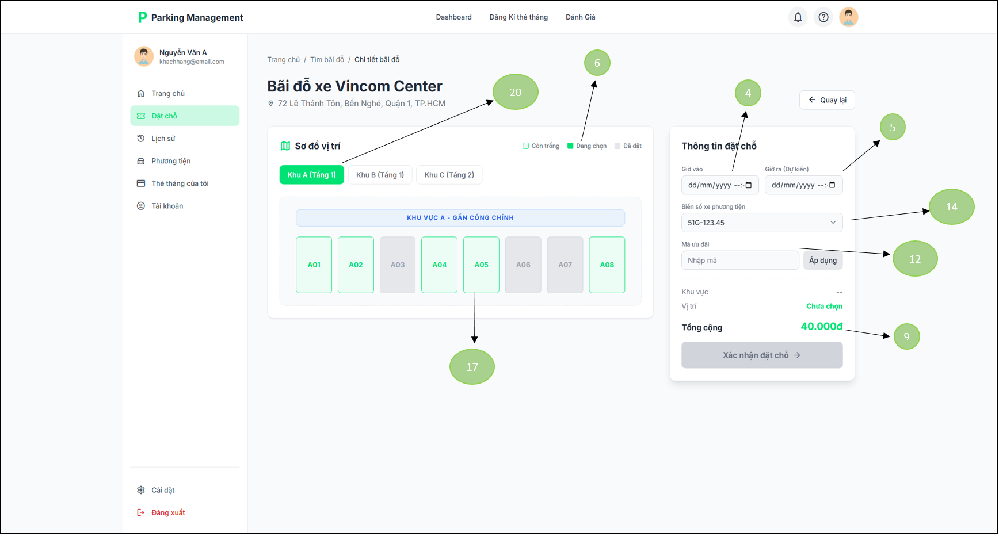 P Parking Management
Dashboard
Đăng Kí thẻ tháng
Đánh Giá
Nguyễn Văn A
khachhang@email.com
Trang chủ
Đặt chỗ
Lịch sử
Phương tiện
Thẻ tháng của tôi
Tài khoản
Cài đặt
Đăng xuất
Trang chủ / Tìm bãi đỗ / Chi tiết bãi đỗ
Bãi đỗ xe Vincom Center
72 Lê Thánh Tôn, Bến Nghé, Quận 1, TP.HCM
Quay lại
20
6
4
5
Sơ đồ vị trí
Còn trống
Đang chọn
Đã đặt
Khu A (Tầng 1)
Khu B (Tầng 1)
Khu C (Tầng 2)
KHU VỰC A - GẦN CỔNG CHÍNH
A01 A02 A03 A04 A05 A06 A07 A08
17
Thông tin đặt chỗ
Giờ vào
Giờ ra (Dự kiến)
dd/mm/yyyy --:-
dd/mm/yyyy --:-
Biển số xe phương tiện
51G-123.45
14
Mã ưu đãi
Nhập mã
Áp dụng
12
Khu vực --
Vị trí Chưa chọn
Tổng cộng 40.000đ
9
Xác nhận đặt chỗ